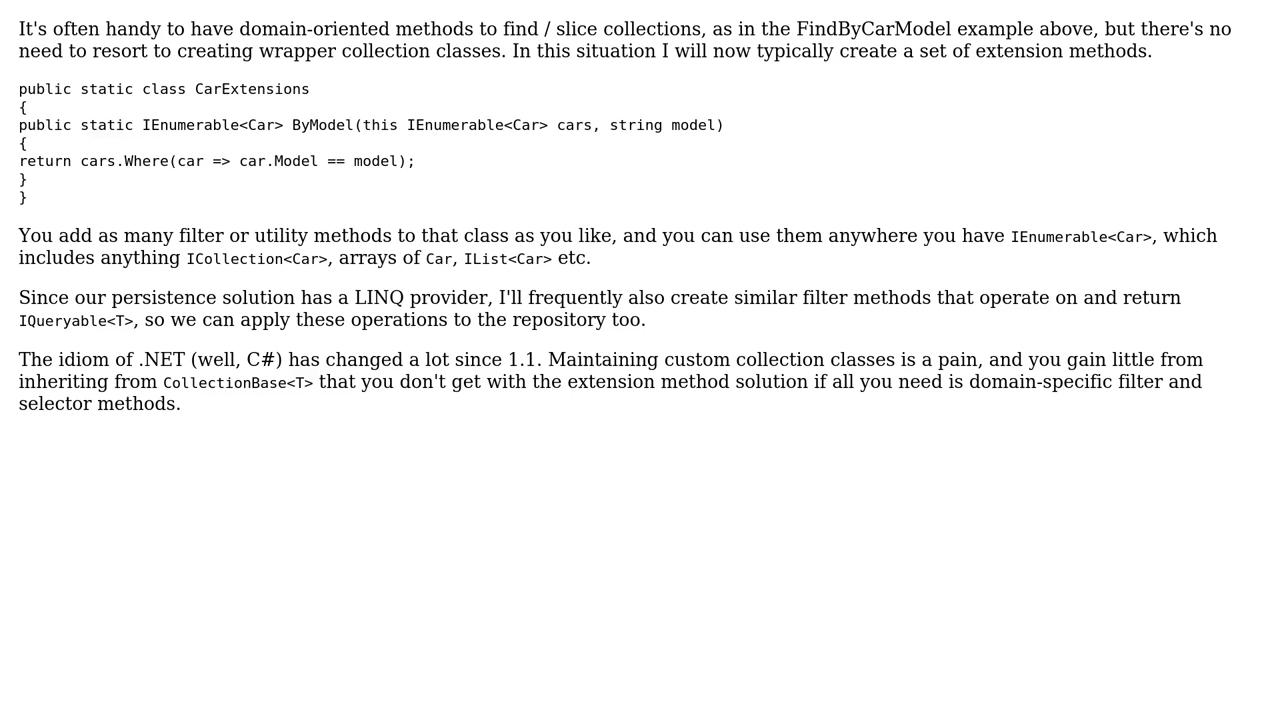 It's often handy to have domain-oriented methods to find / slice collections, as in the FindByCarModel example above, but there's no
need to resort to creating wrapper collection classes. In this situation I will now typically create a set of extension methods.
public static class CarExtensions
{
public static IEnumerable<Car> ByModel(this IEnumerable<Car> cars, string model)
{
return cars.Where(car => car.Model == model);
}
}
You add as many filter or utility methods to that class as you like, and you can use them anywhere you have IEnumerable<Car>, which
includes anything ICollection<Car>, arrays of Car, IList<Car> etc.
Since our persistence solution has a LINQ provider, I'll frequently also create similar filter methods that operate on and return
IQueryable<T>, so we can apply these operations to the repository too.
The idiom of .NET (well, C#) has changed a lot since 1.1. Maintaining custom collection classes is a pain, and you gain little from
inheriting from CollectionBase<T> that you don't get with the extension method solution if all you need is domain-specific filter and
selector methods.